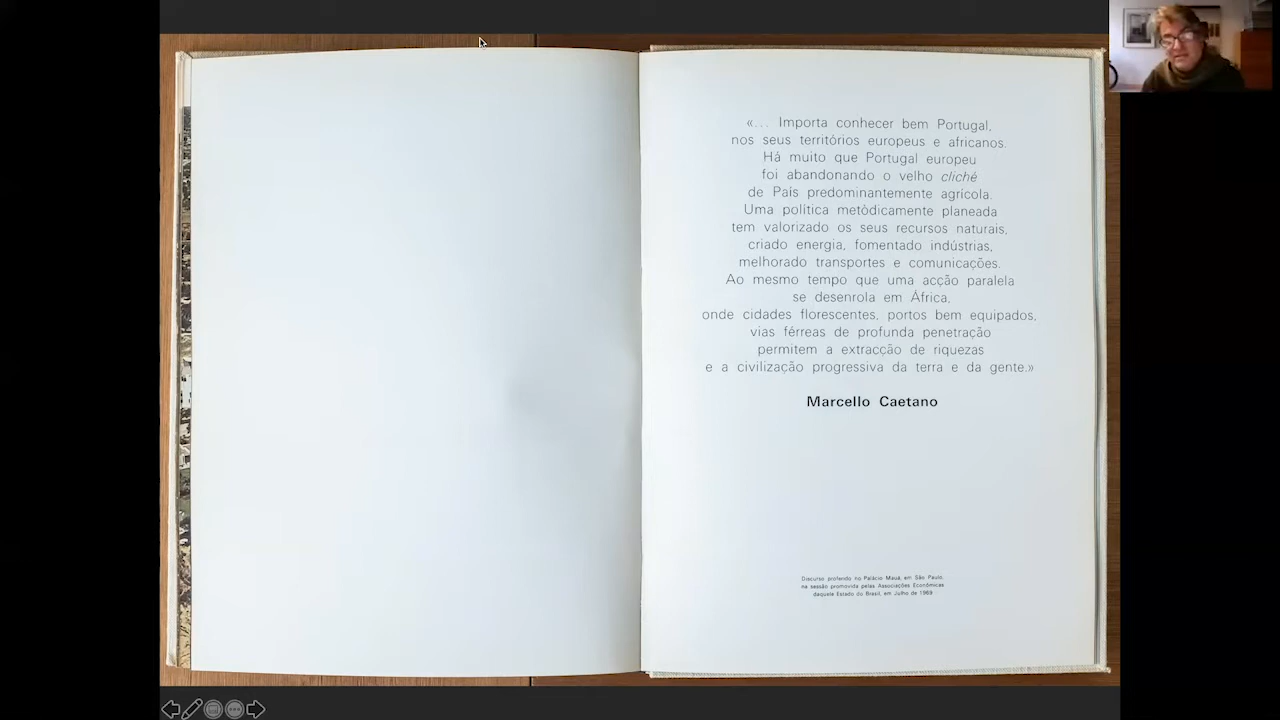 «... Importa conhecer bem Portugal,
nos seus territórios europeus e africanos.
Há muito que Portugal europeu
foi abandonando o velho cliché
de País predominantemente agrícola.
Uma política metòdicamente planeada
tem valorizado os seus recursos naturais,
criado energia, fomentado indústrias,
melhorado transportes e comunicações.
Ao mesmo tempo que uma acção paralela
se desenrola em África,
onde cidades florescentes, portos bem equipados,
vias férreas de profunda penetração
permitem a extracção de riquezas
e a civilização progressiva da terra e da gente.»
Marcello Caetano
Discurso proferido no Palácio Mauá, em São Paulo,
na sessão promovida pelas Associações Económicas
daquele Estado do Brasil, em Julho de 1969